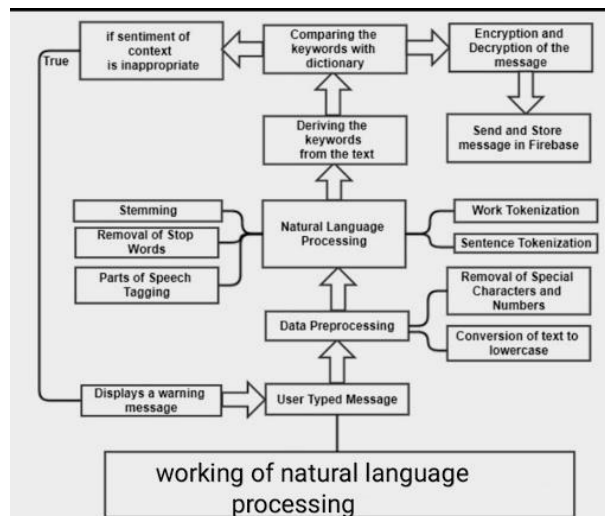 if sentiment of
context
is inappropriate
Comparing the
keywords with
dictionary
Encryption and
Decryption of the
message
True
Deriving the
keywords
from the text
Send and Store
message in Firebase
Stemming
Removal of Stop
Words
Parts of Speech
Tagging
Natural Language
Processing
Work Tokenization
Sentence Tokenization
Data Preprocessing
Removal of Special
Characters and
Numbers
Conversion of text to
lowercase
Displays a warning
message
User Typed Message
working of natural language
processing